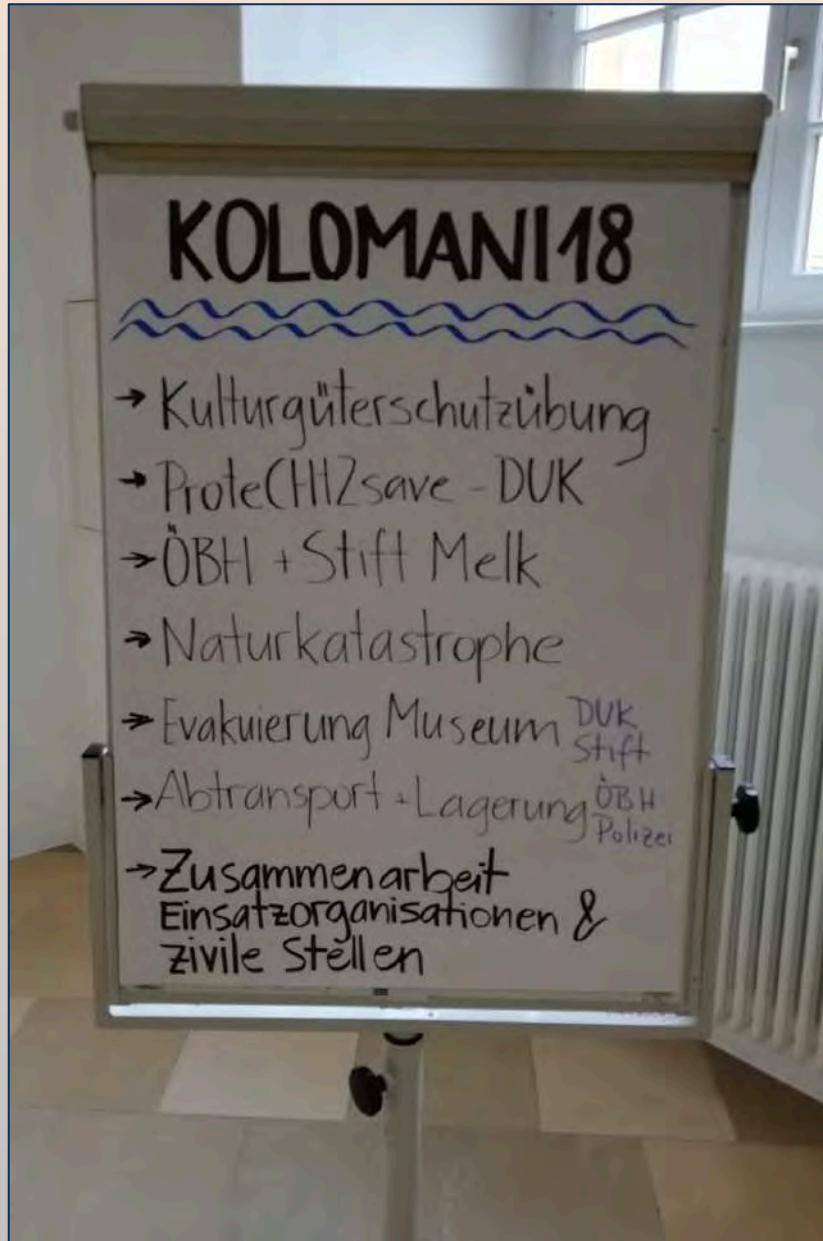 KOLOMANI18
→ Kulturgüterschutzübung
→ ProteCHt2save - DUK
→ ÖBH + Stift Melk
→ Naturkatastrophe
→ Evakuierung Museum DUK
Stift
→ Abtransport + Lagerung ÖBH
Polizei
→ Zusammenarbeit
Einsatzorganisationen &
zivile Stellen